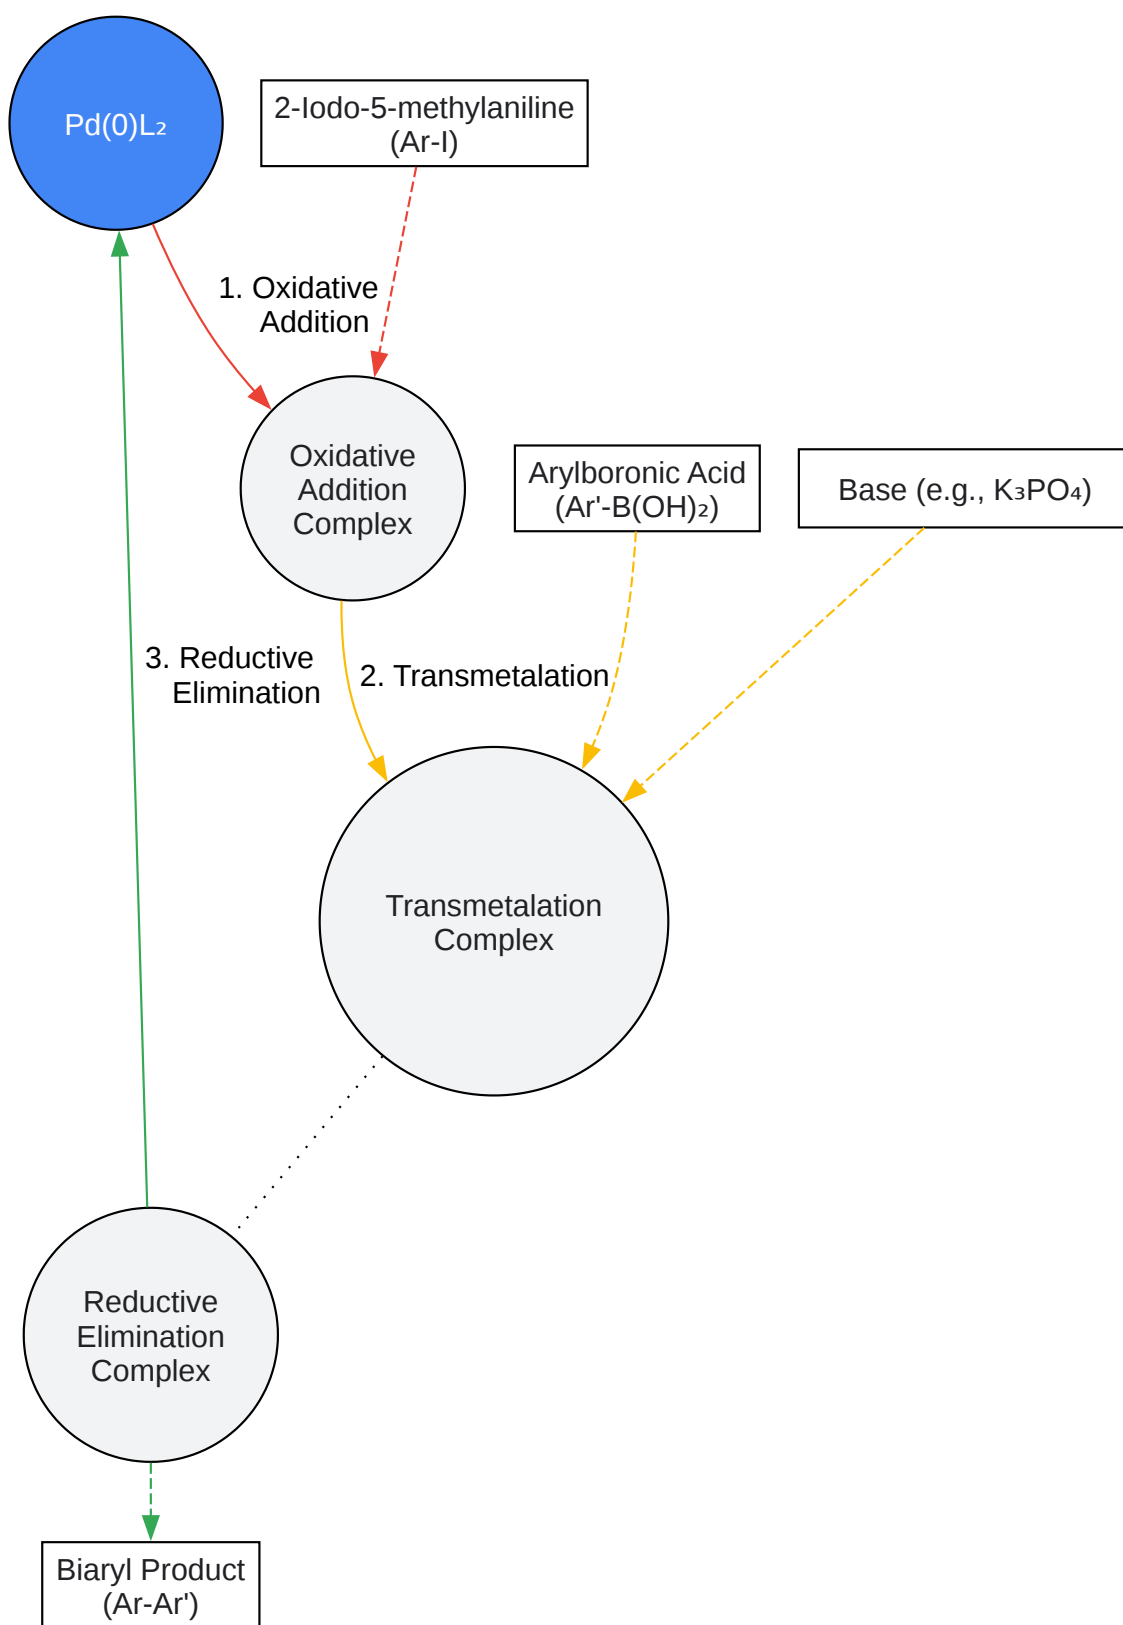 Pd(0)L₂
2-Iodo-5-methylaniline
(Ar-I)
1. Oxidative
Addition
Oxidative
Addition
Complex
Arylboronic Acid
(Ar'-B(OH)₂)
Base (e.g., K₃PO₄)
3. Reductive
Elimination
2. Transmetalation
Transmetalation
Complex
Reductive
Elimination
Complex
Biaryl Product
(Ar-Ar')